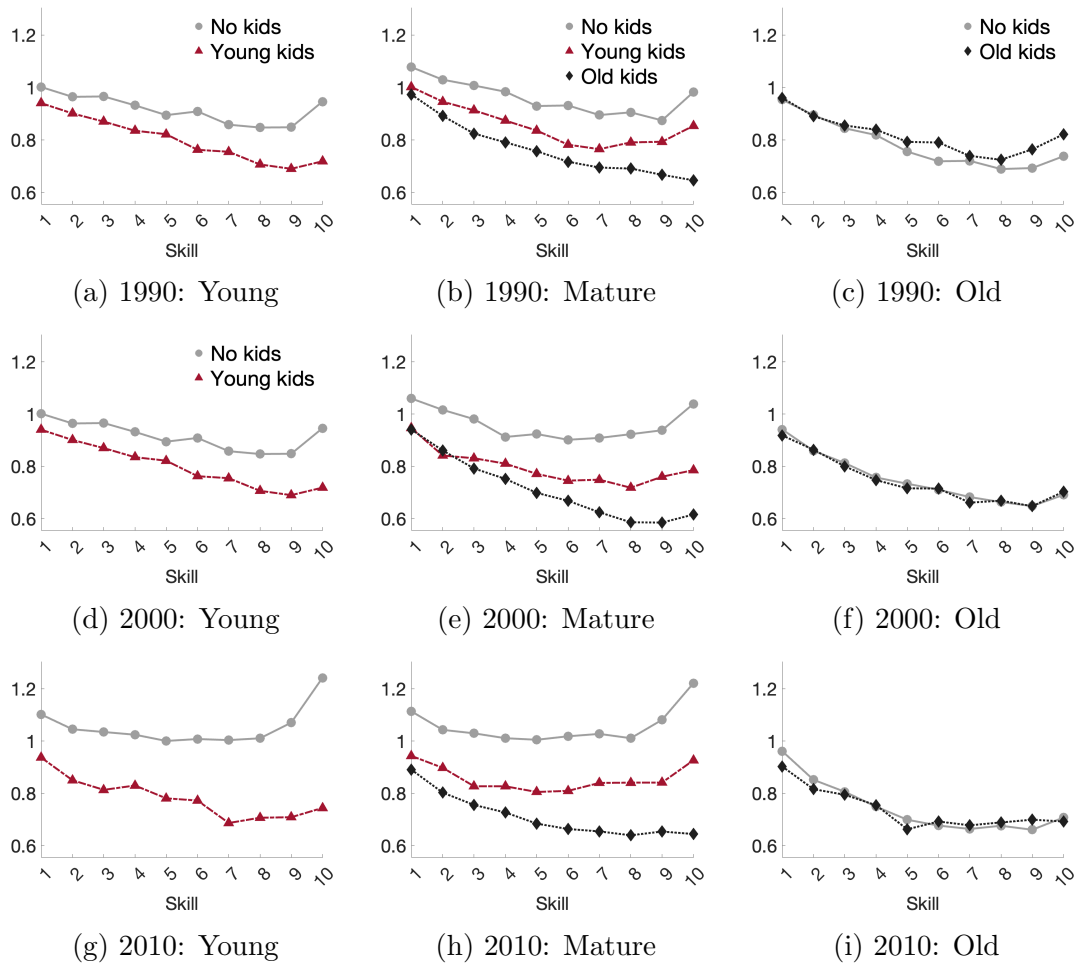 No kids
Young kids
1.2
1
0.8
0.6
1 2 3 4 5 6 7 8 9 10
Skill
(a) 1990: Young
No kids
Young kids
Old kids
1.2
1
0.8
0.6
1 2 3 4 5 6 7 8 9 10
Skill
(b) 1990: Mature
No kids
Old kids
1.2
1
0.8
0.6
1 2 3 4 5 6 7 8 9 10
Skill
(c) 1990: Old
No kids
Young kids
1.2
1
0.8
0.6
1 2 3 4 5 6 7 8 9 10
Skill
(d) 2000: Young
1.2
1
0.8
0.6
1 2 3 4 5 6 7 8 9 10
Skill
(e) 2000: Mature
1.2
1
0.8
0.6
1 2 3 4 5 6 7 8 9 10
Skill
(f) 2000: Old
1.2
1
0.8
0.6
1 2 3 4 5 6 7 8 9 10
Skill
(g) 2010: Young
1.2
1
0.8
0.6
1 2 3 4 5 6 7 8 9 10
Skill
(h) 2010: Mature
1.2
1
0.8
0.6
1 2 3 4 5 6 7 8 9 10
Skill
(i) 2010: Old